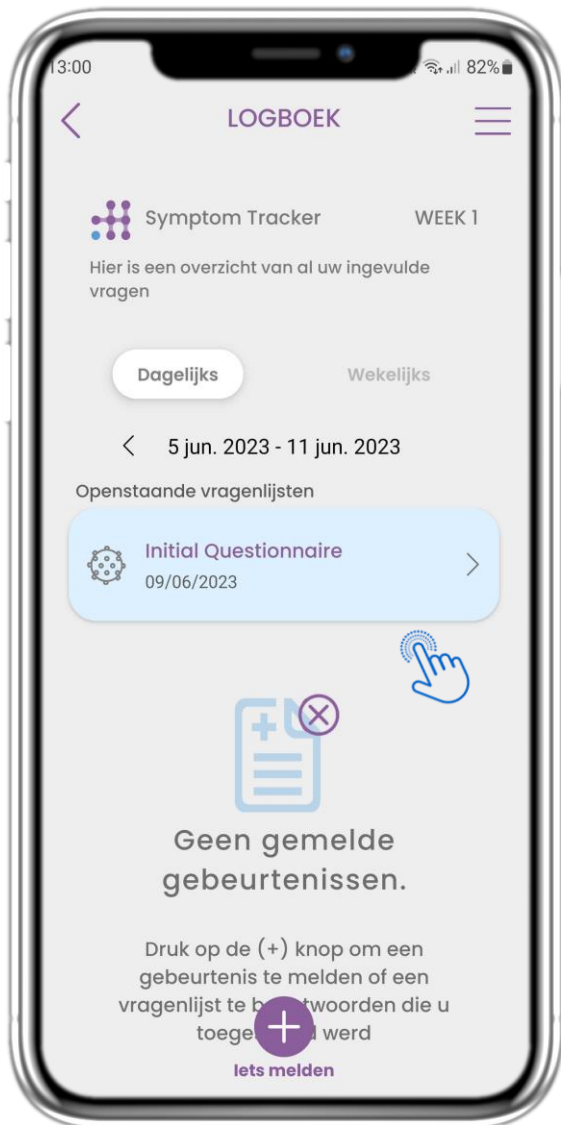 13:00 82%
LOGBOEK
Symptom Tracker WEEK 1
Hier is een overzicht van al uw ingevulde
vragen
Dagelijks Wekelijks
5 jun. 2023 - 11 jun. 2023
Openstaande vragenlijsten
Initial Questionnaire
09/06/2023
Geen gemelde
gebeurtenissen.
Druk op de (+) knop om een
gebeurtenis te melden of een
vragenlijst te die u
werd
Iets melden